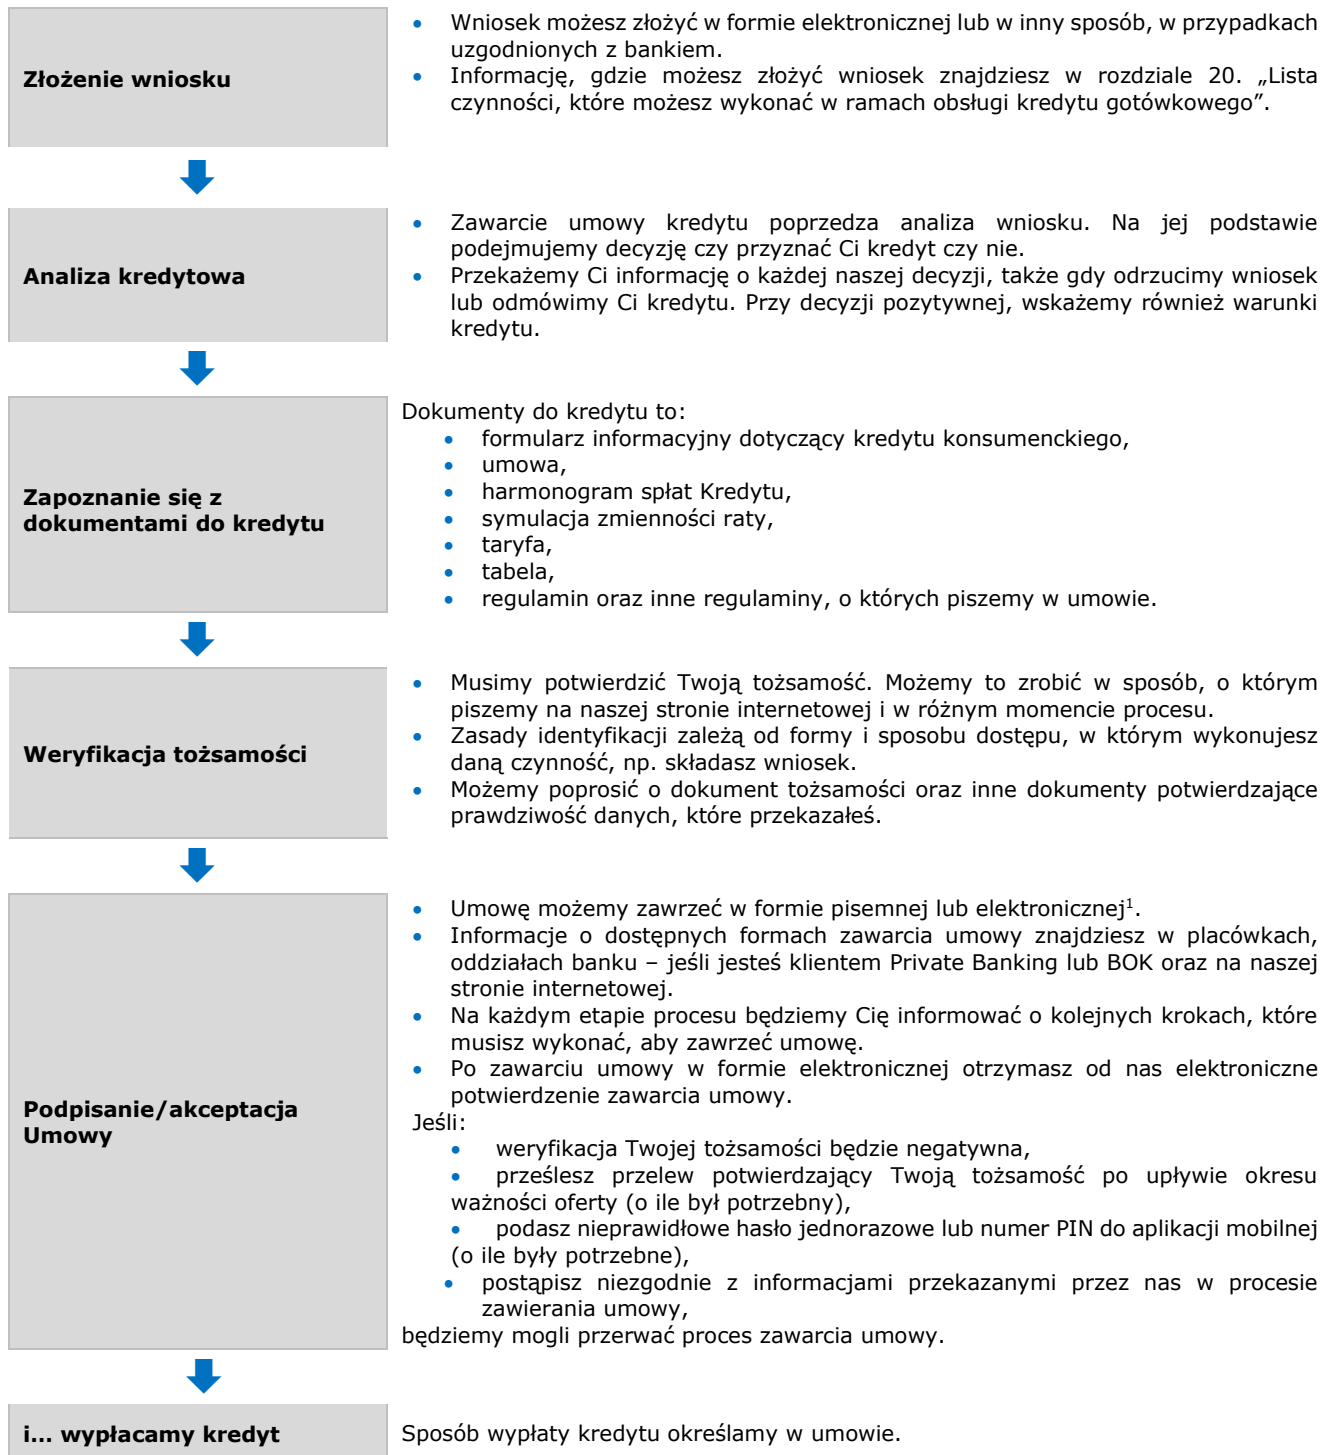 Złożenie wniosku
• Wniosek możesz złożyć w formie elektronicznej lub w inny sposób, w przypadkach
uzgodnionych z bankiem.
• Informację, gdzie możesz złożyć wniosek znajdziesz w rozdziale 20. „Lista
czynności, które możesz wykonać w ramach obsługi kredytu gotówkowego”.
Analiza kredytowa
• Zawarcie umowy kredytu poprzedza analiza wniosku. Na jej podstawie
podejmujemy decyzję czy przyznać Ci kredyt czy nie.
• Przekażemy Ci informację o każdej naszej decyzji, także gdy odrzucimy wniosek
lub odmówimy Ci kredytu. Przy decyzji pozytywnej, wskażemy również warunki
kredytu.
Zapoznanie się z
dokumentami do kredytu
Dokumenty do kredytu to:
• formularz informacyjny dotyczący kredytu konsumenckiego,
• umowa,
• harmonogram spłat Kredytu,
• symulacja zmienności raty,
• taryfa,
• tabela,
• regulamin oraz inne regulaminy, o których piszemy w umowie.
Weryfikacja tożsamości
• Musimy potwierdzić Twoją tożsamość. Możemy to zrobić w sposób, o którym
piszemy na naszej stronie internetowej i w różnym momencie procesu.
• Zasady identyfikacji zależą od formy i sposobu dostępu, w którym wykonujesz
daną czynność, np. składasz wniosek.
• Możemy poprosić o dokument tożsamości oraz inne dokumenty potwierdzające
prawdziwość danych, które przekazałeś.
Podpisanie/akceptacja
Umowy
• Umowę możemy zawrzeć w formie pisemnej lub elektronicznej¹.
• Informacje o dostępnych formach zawarcia umowy znajdziesz w placówkach,
oddziałach banku – jeśli jesteś klientem Private Banking lub BOK oraz na naszej
stronie internetowej.
• Na każdym etapie procesu będziemy Cię informować o kolejnych krokach, które
musisz wykonać, aby zawrzeć umowę.
• Po zawarciu umowy w formie elektronicznej otrzymasz od nas elektroniczne
potwierdzenie zawarcia umowy.
Jeśli:
• weryfikacja Twojej tożsamości będzie negatywna,
• prześlesz przelew potwierdzający Twoją tożsamość po upływie okresu
ważności oferty (o ile był potrzebny),
• podasz nieprawidłowe hasło jednorazowe lub numer PIN do aplikacji mobilnej
(o ile były potrzebne),
• postąpisz niezgodnie z informacjami przekazanymi przez nas w procesie
zawierania umowy,
będziemy mogli przerwać proces zawarcia umowy.
i... wypłacamy kredyt
Sposób wypłaty kredytu określamy w umowie.